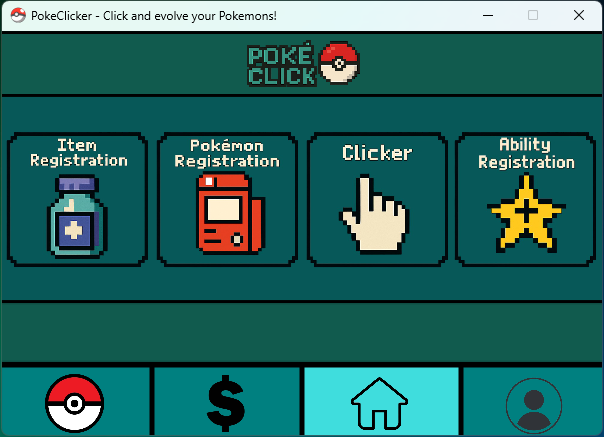 PokeClicker - Click and evolve your Pokemons!
POKÉ
CLICK
Item
Registration
Pokémon
Registration
Clicker
Ability
Registration
$